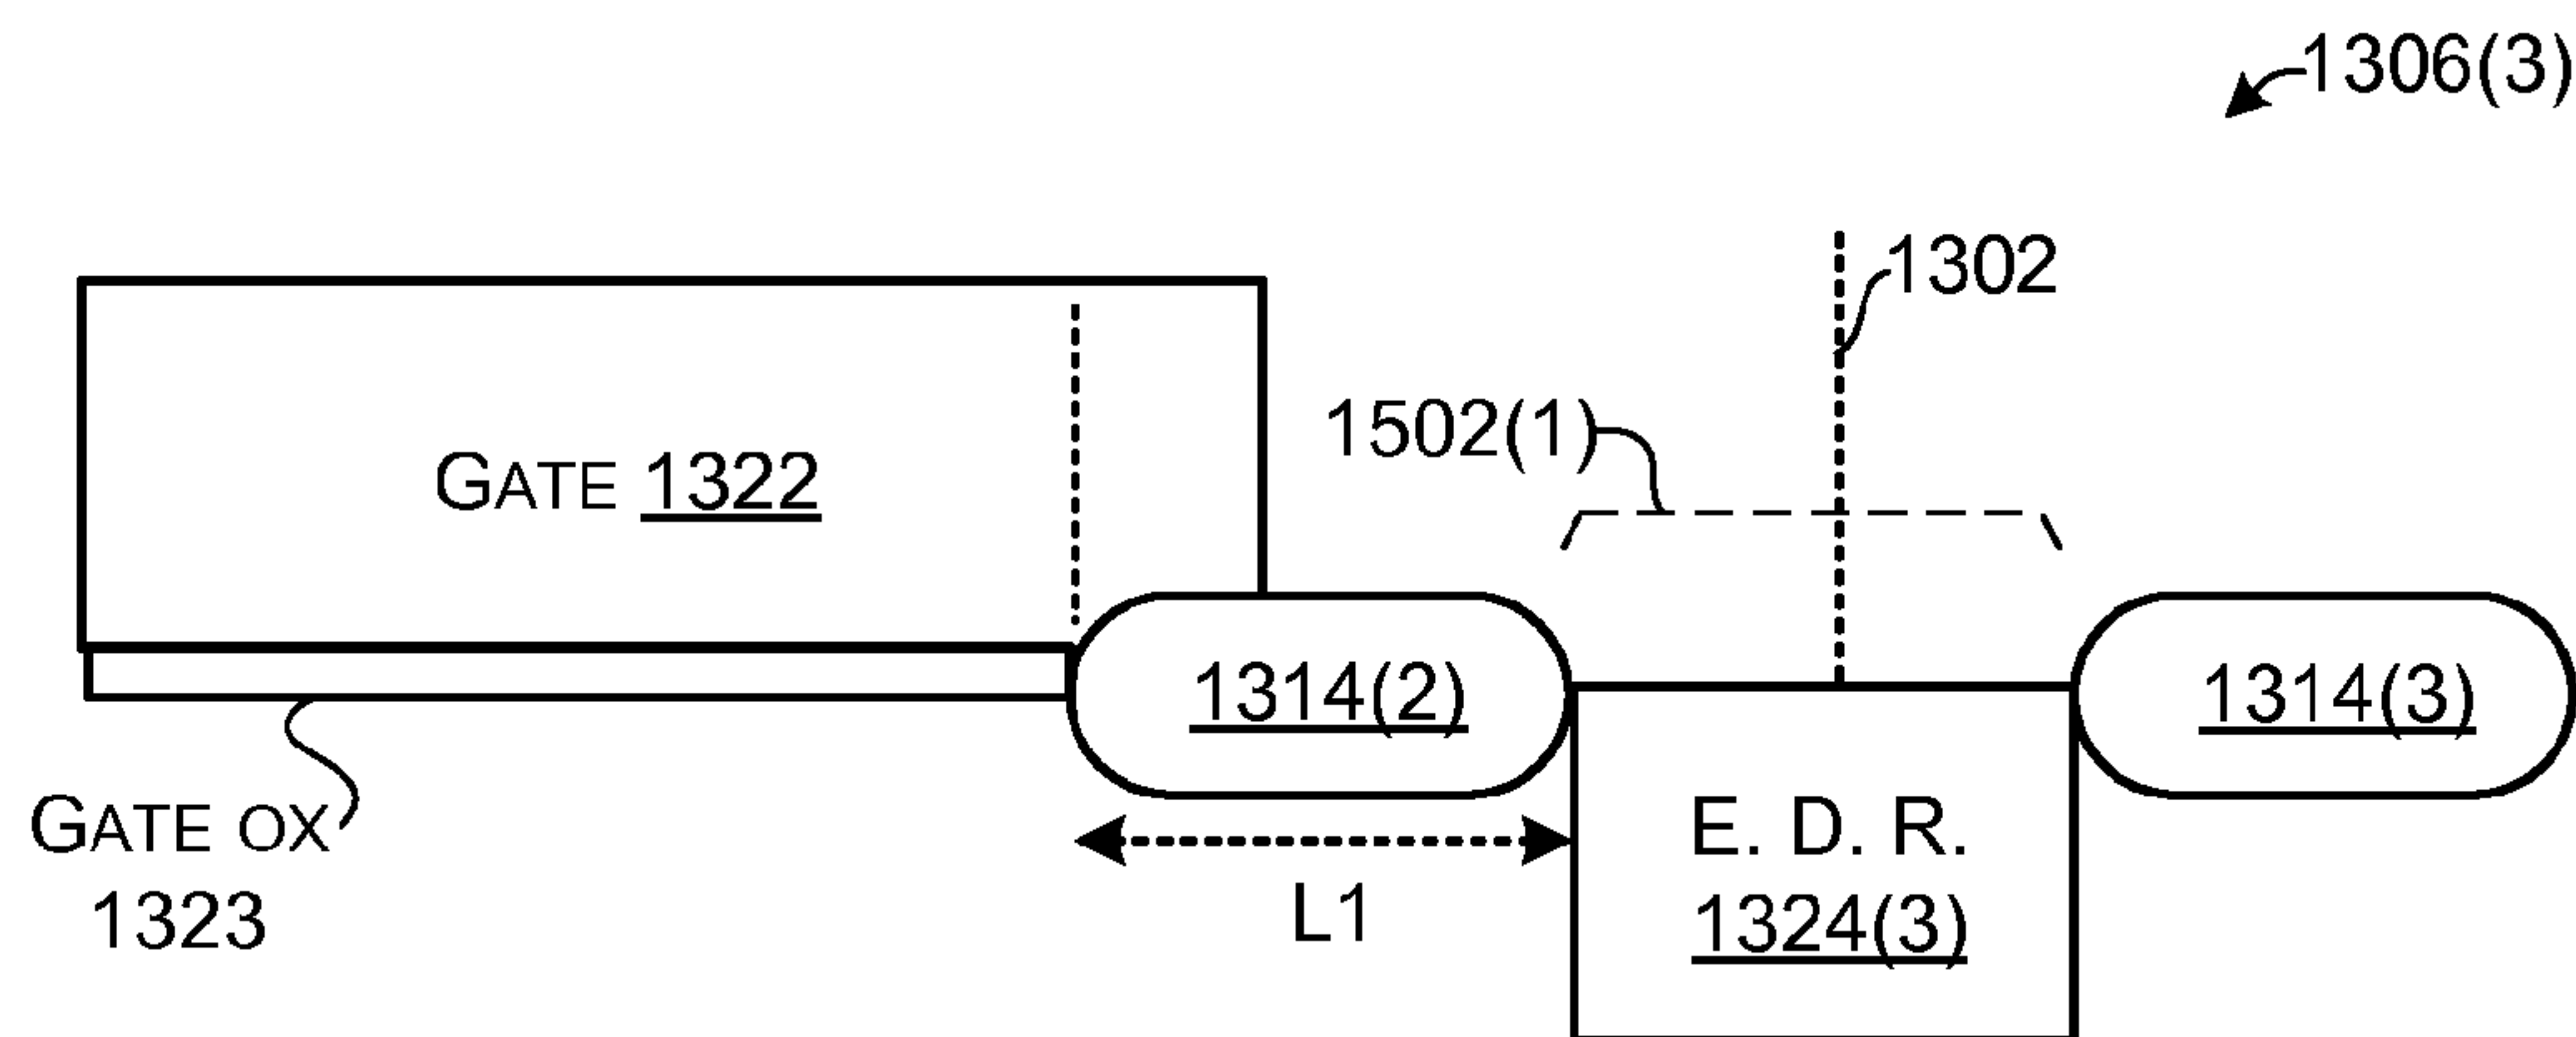 1306(3)
1302
1502(1)
GATE 1322
1314(2)
1314(3)
GATE OX
1323
L1
E. D. R.
1324(3)